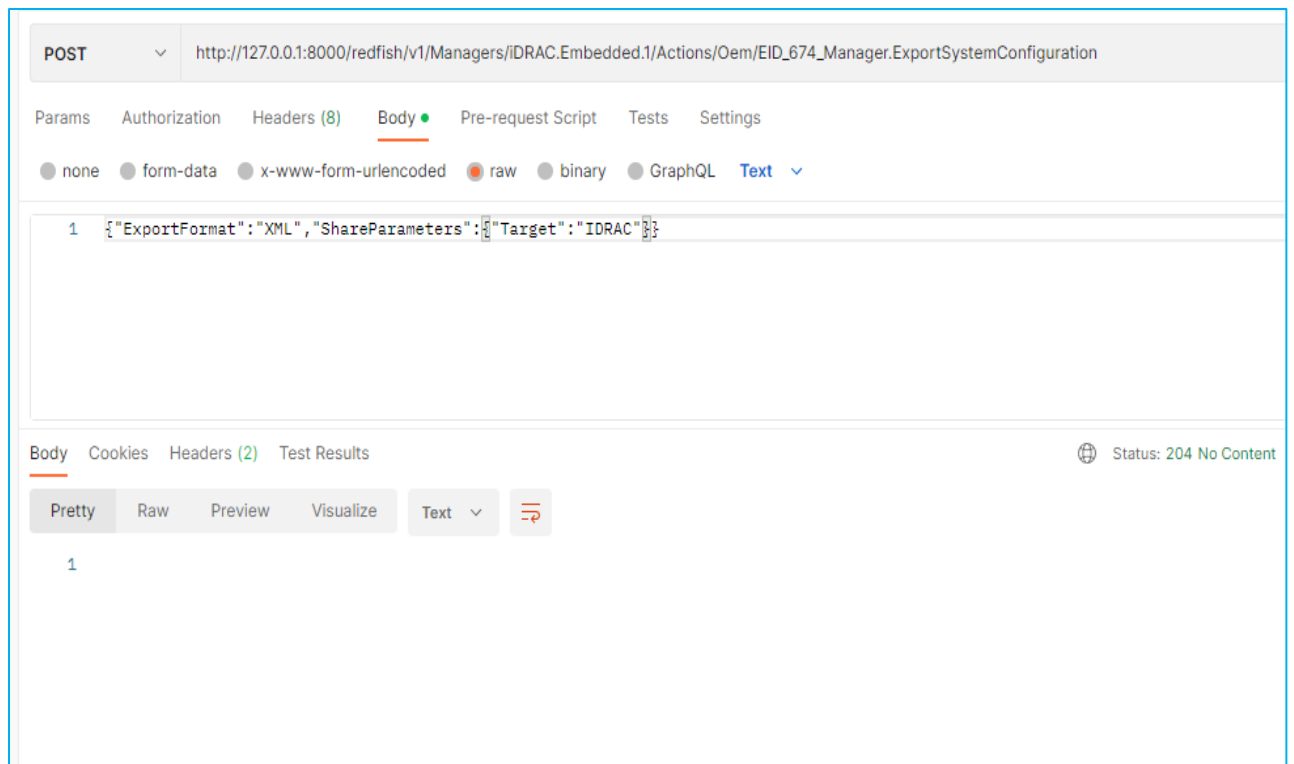 POST http://127.0.0.1:8000/redfish/v1/Managers/iDRAC.Embedded.1/Actions/Oem/EID_674_Manager.ExportSystemConfiguration
Params Authorization Headers (8) Body Pre-request Script Tests Settings
none form-data x-www-form-urlencoded raw binary GraphQL Text
1 {"ExportFormat":"XML","ShareParameters":{"Target":"IDRAC"}}
Body Cookies Headers (2) Test Results Status: 204 No Content
Pretty Raw Preview Visualize Text
1